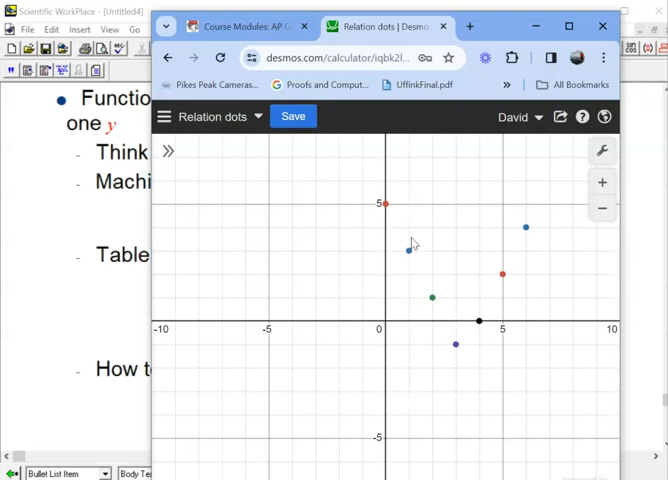 Scientific WorkPlace - [Untitled4]
File Edit Insert View Go
Course Modules: AP C
Relation dots | Desmos
desmos.com/calculator/iqbk2l...
Pikes Peak Cameras...
Proofs and Comput...
UffinkFinal.pdf
All Bookmarks
Relation dots
Save
David
Functio
one y
- Think
- Machi
- Table
- How t
5
-10
-5
0
5
10
-5
Bullet List Item
Body Te